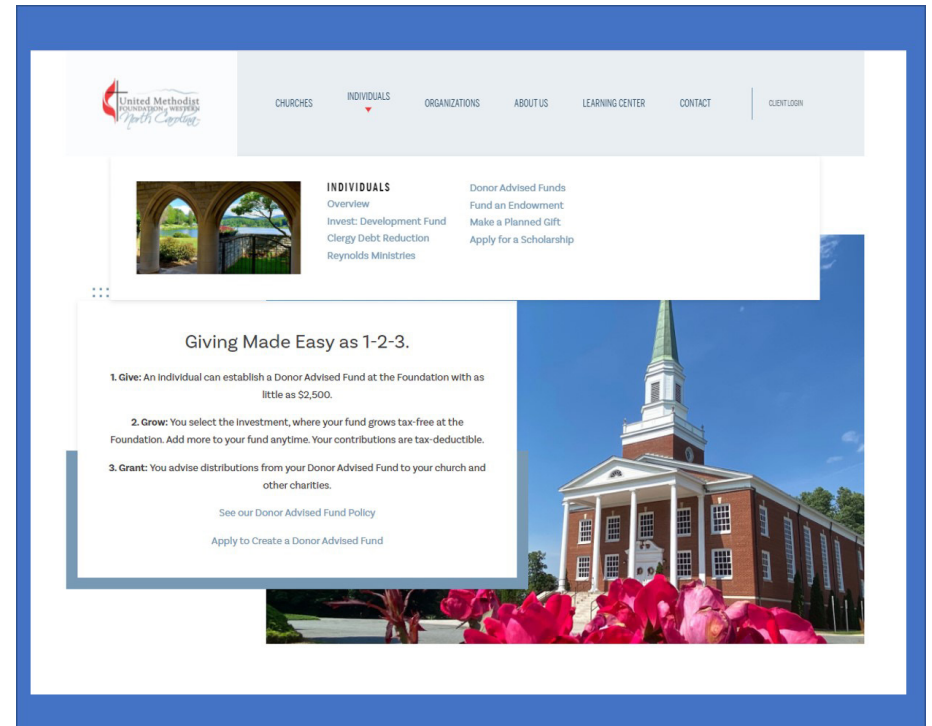 United Methodist
FOUNDATION of WESTERN
North Carolina
CHURCHES
INDIVIDUALS
ORGANIZATIONS
ABOUT US
LEARNING CENTER
CONTACT
CLIENT LOGIN
INDIVIDUALS
Overview
Invest: Development Fund
Clergy Debt Reduction
Reynolds Ministries
Donor Advised Funds
Fund an Endowment
Make a Planned Gift
Apply for a Scholarship
Giving Made Easy as 1-2-3.
1. Give: An individual can establish a Donor Advised Fund at the Foundation with as
little as $2,500.
2. Grow: You select the investment, where your fund grows tax-free at the
Foundation. Add more to your fund anytime. Your contributions are tax-deductible.
3. Grant: You advise distributions from your Donor Advised Fund to your church and
other charities.
See our Donor Advised Fund Policy
Apply to Create a Donor Advised Fund